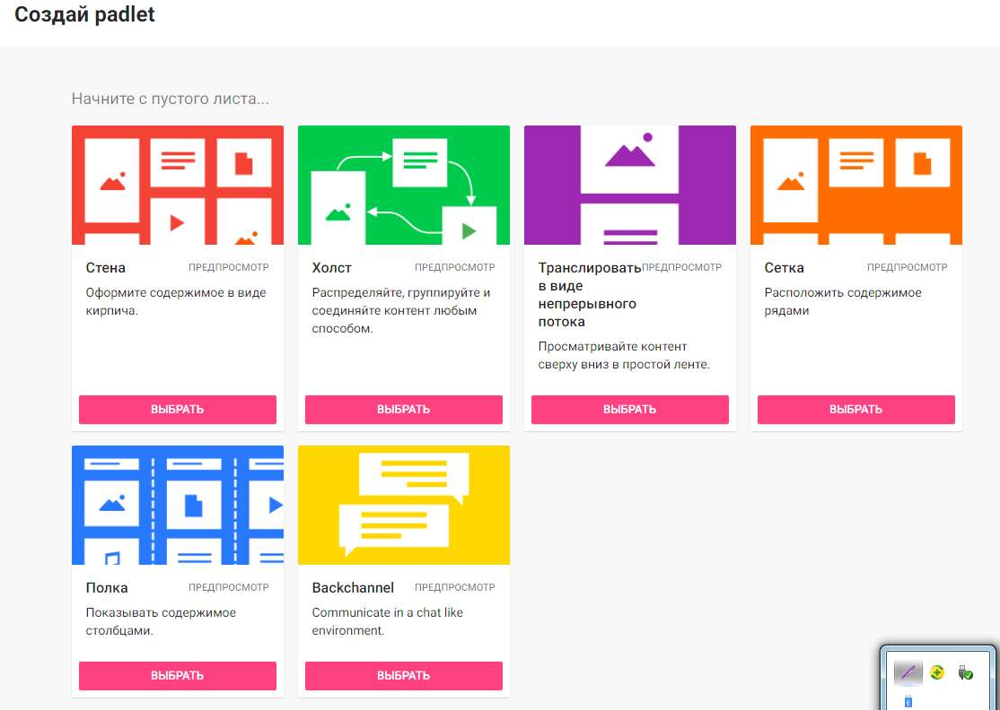 Создай padlet
Начните с пустого листа...
Стена
ПРЕДПРОСМОТР
Оформите содержимое в виде
кирпича.
ВЫБРАТЬ
Холст
ПРЕДПРОСМОТР
Распределяйте, группируйте и
соединяйте контент любым
способом.
ВЫБРАТЬ
Транслировать
в виде
непрерывного
потока
ПРЕДПРОСМОТР
Просматривайте контент
сверху вниз в простой ленте.
ВЫБРАТЬ
Сетка
ПРЕДПРОСМОТР
Расположить содержимое
рядами
ВЫБРАТЬ
Полка
ПРЕДПРОСМОТР
Показывать содержимое
столбцами.
ВЫБРАТЬ
Backchannel
ПРЕДПРОСМОТР
Communicate in a chat like
environment.
ВЫБРАТЬ